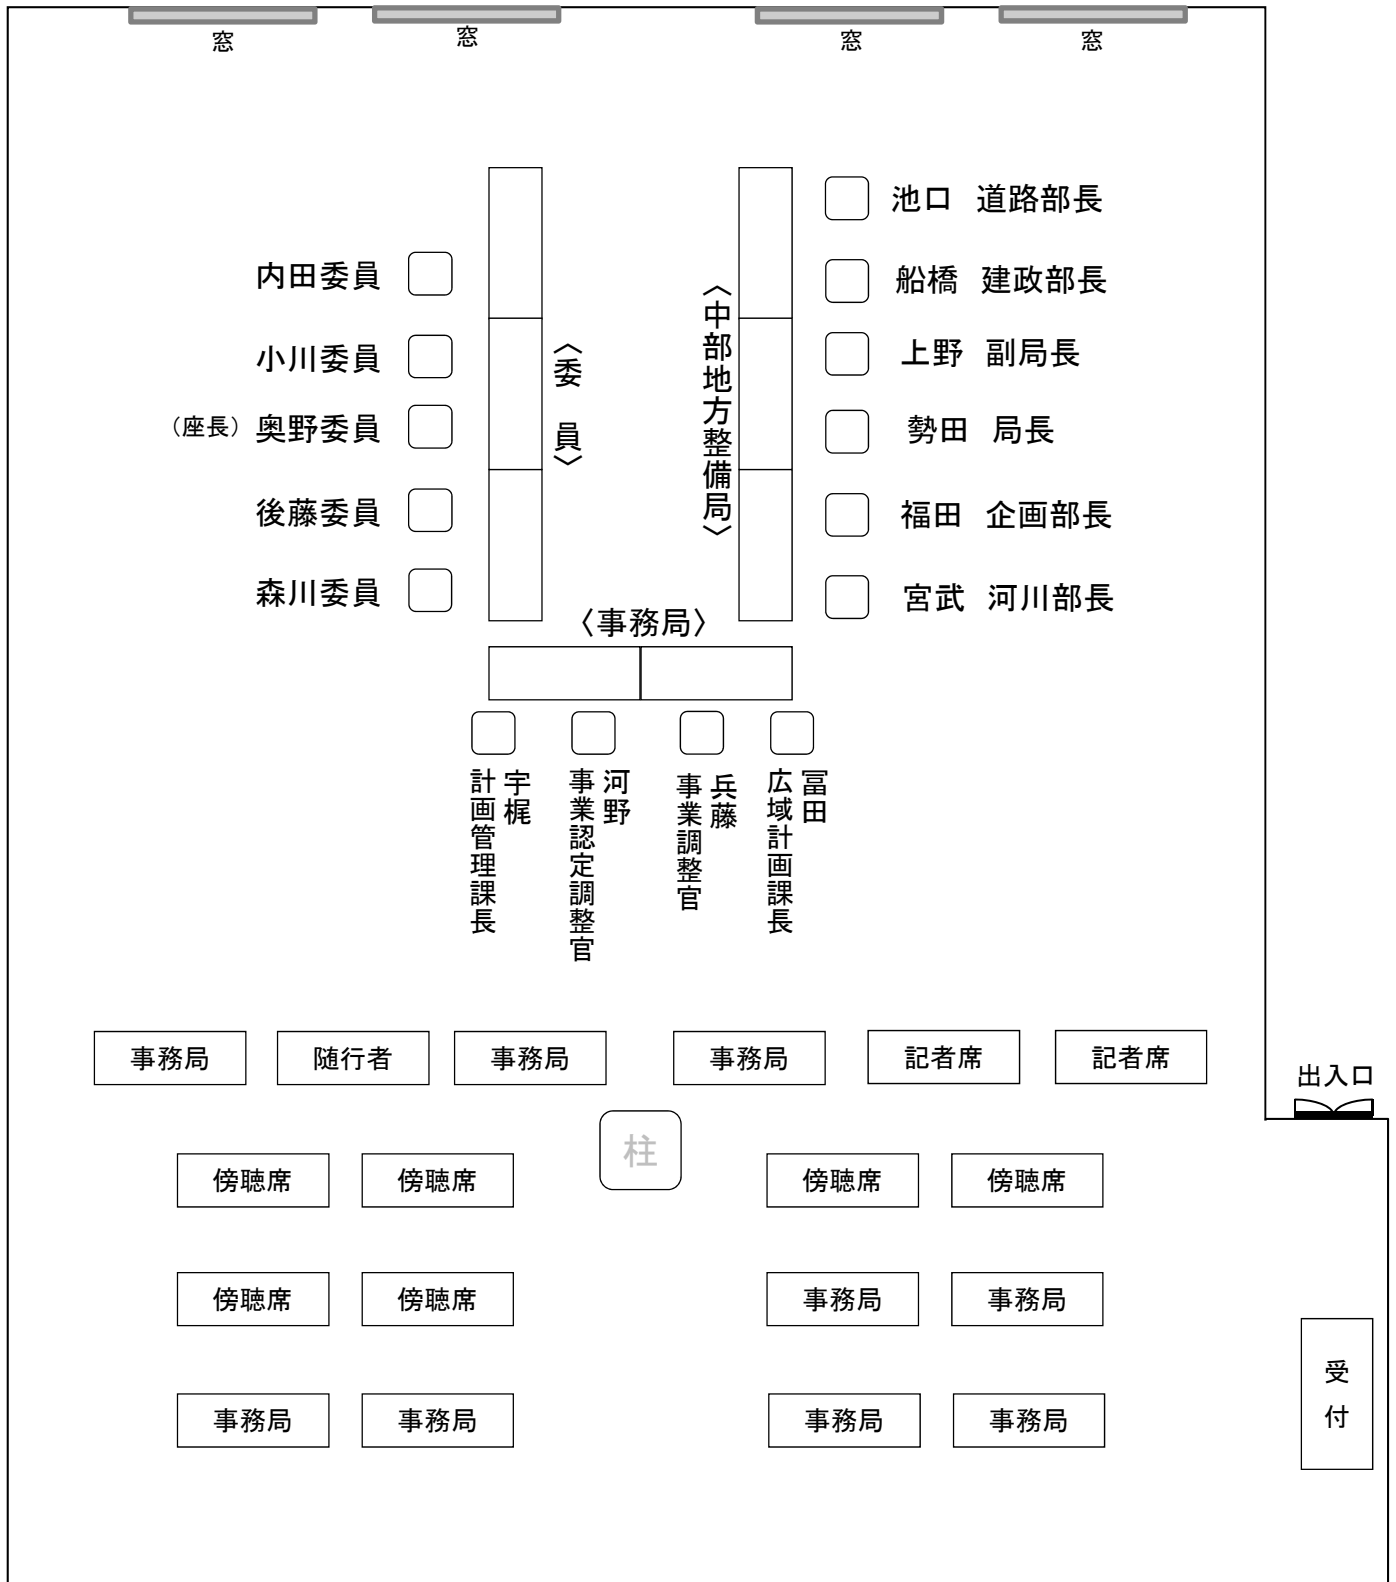 窓
窓
窓
窓
池口　道路部長
内田委員
船橋　建政部長
小川委員
上野　副局長
（座長）奥野委員
勢田　局長
後藤委員
福田　企画部長
森川委員
宮武　河川部長
〈委　員〉
〈中部地方整備局〉
〈事務局〉
宇梶
計画管理課長
河野
事業認定調整官
兵藤
事業調整官
冨田
広域計画課長
事務局
随行者
事務局
事務局
記者席
記者席
出入口
柱
傍聴席
傍聴席
傍聴席
傍聴席
傍聴席
傍聴席
事務局
事務局
受付
事務局
事務局
事務局
事務局